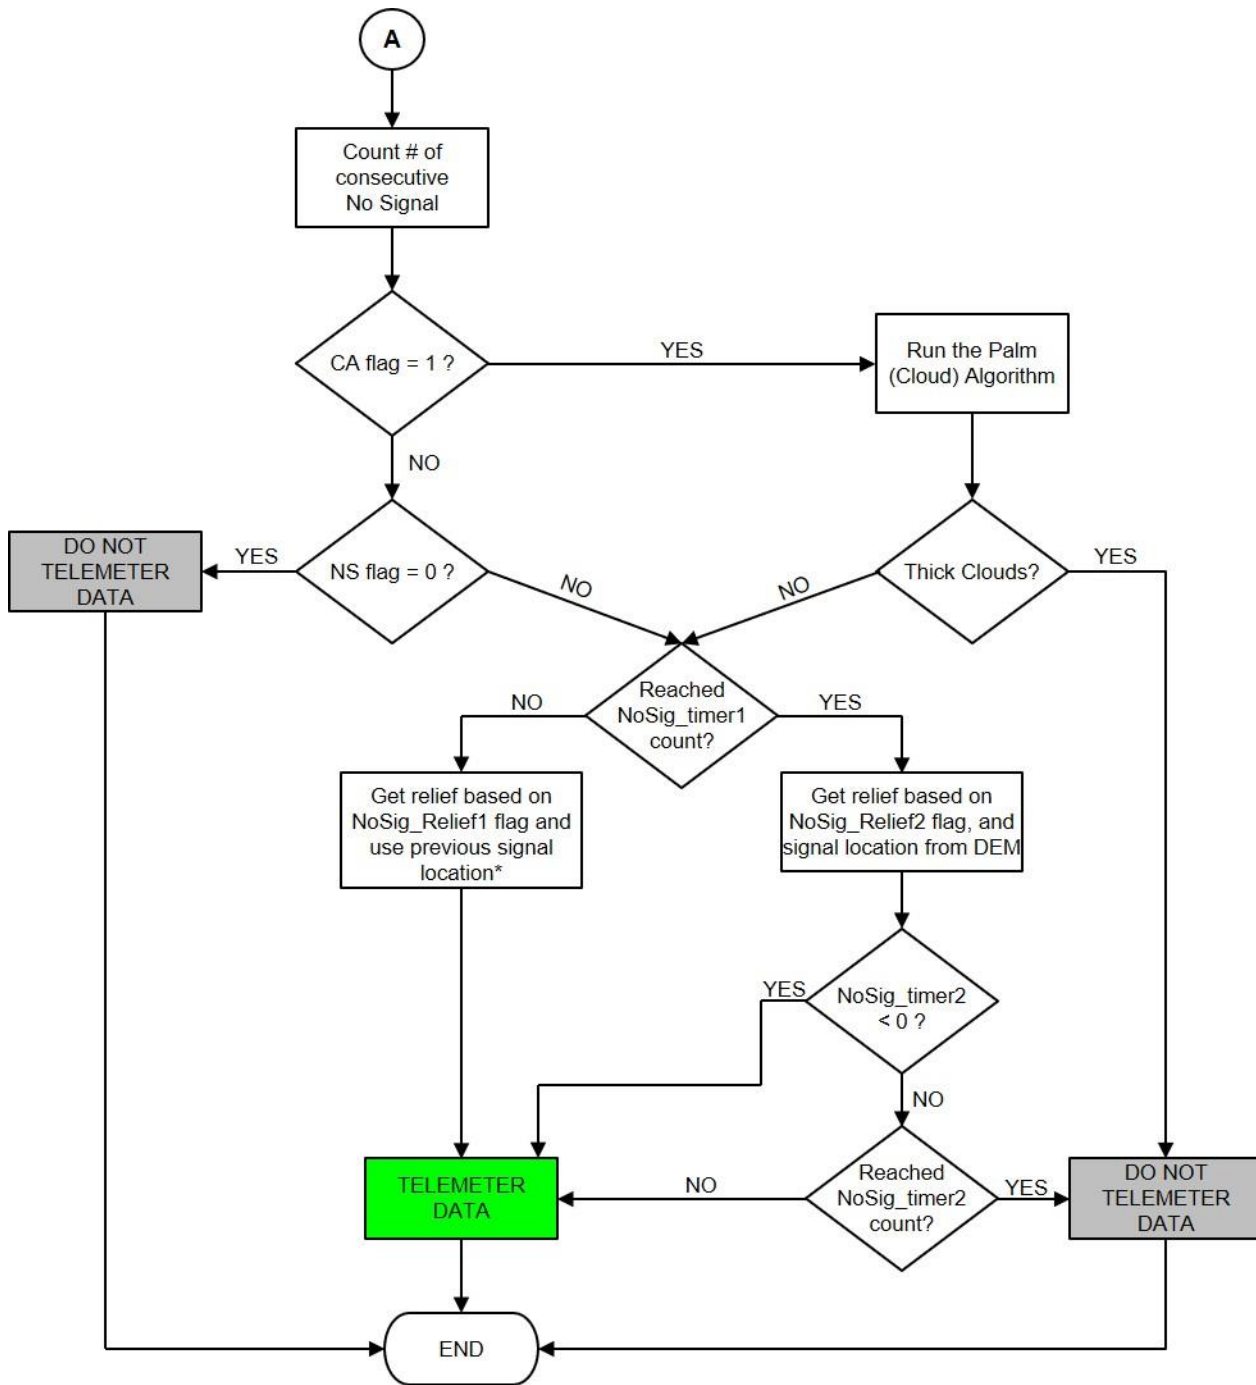 A
Count # of
consecutive
No Signal
CA flag = 1 ?
YES
Run the Palm
(Cloud) Algorithm
NO
DO NOT
TELEMETER
DATA
YES
NS flag = 0 ?
NO
NO
Thick Clouds?
YES
NO
Reached
NoSig_timer1
count?
YES
Get relief based on
NoSig_Relief1 flag and
use previous signal
location*
Get relief based on
NoSig_Relief2 flag, and
signal location from DEM
YES
NoSig_timer2
< 0 ?
NO
TELEMETER
DATA
NO
Reached
NoSig_timer2
count?
YES
DO NOT
TELEMETER
DATA
END